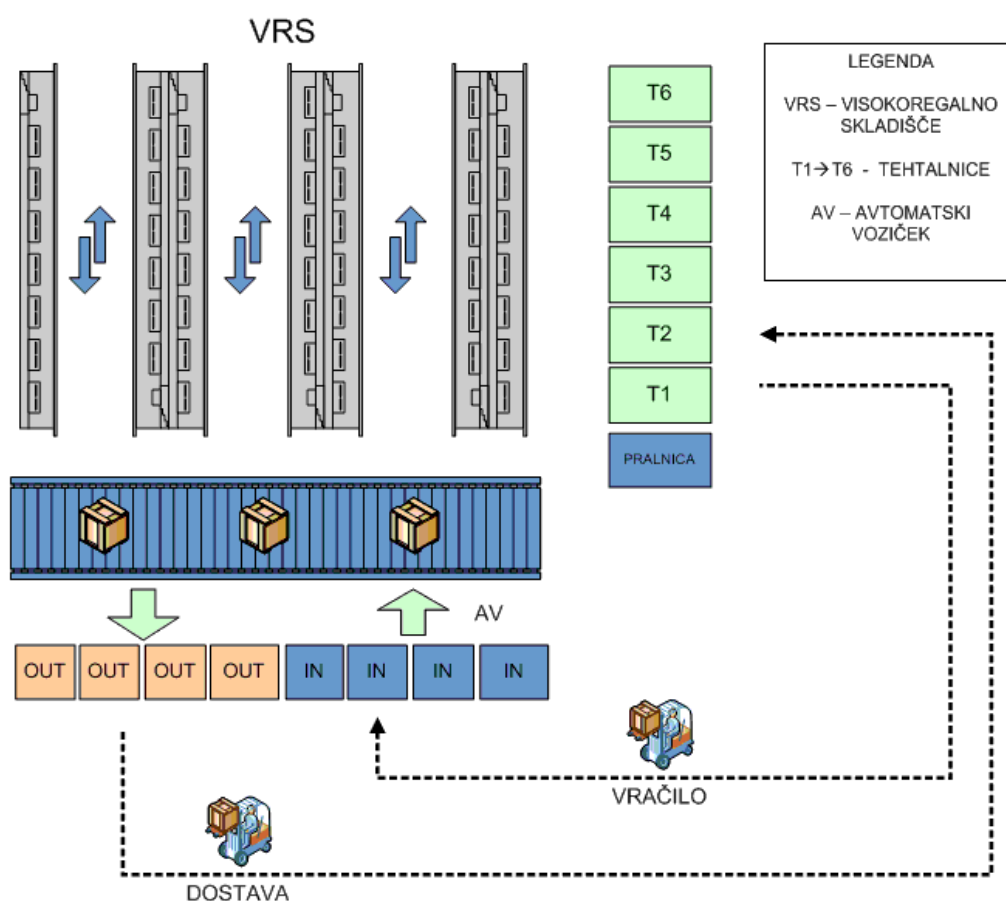 VRS
T6
T5
T4
T3
T2
T1
PRALNICA
LEGENDA
VRS – VISOKOREGALNO
SKLADIŠČE
T1→T6 - TEHTALNICE
AV – AVTOMATSKI
VOZIČEK
AV
OUT OUT OUT OUT IN IN IN IN
VRAČILO
DOSTAVA